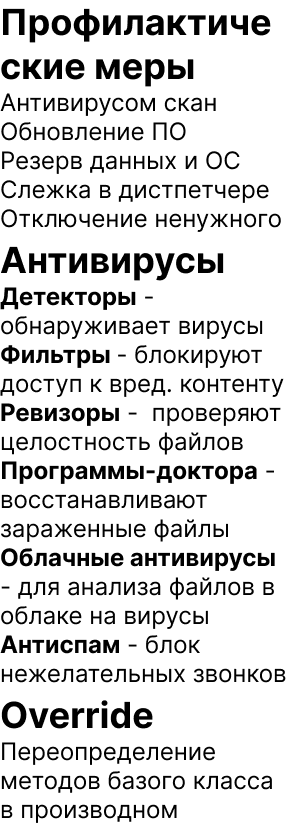 Профилактиче
ские меры
Антивирусом скан
Обновление ПО
Резерв данных и ОС
Слежка в дистпетчере
Отключение ненужного
Антивирусы
Детекторы -
обнаруживает вирусы
Фильтры - блокируют
доступ к вред. контенту
Ревизоры -  проверяют
целостность файлов
Программы-доктора -
восстанавливают
зараженные файлы
Облачные антивирусы
- для анализа файлов в
облаке на вирусы
Антиспам - блок
нежелательных звонков
Override
Переопределение
методов базого класса
в производном